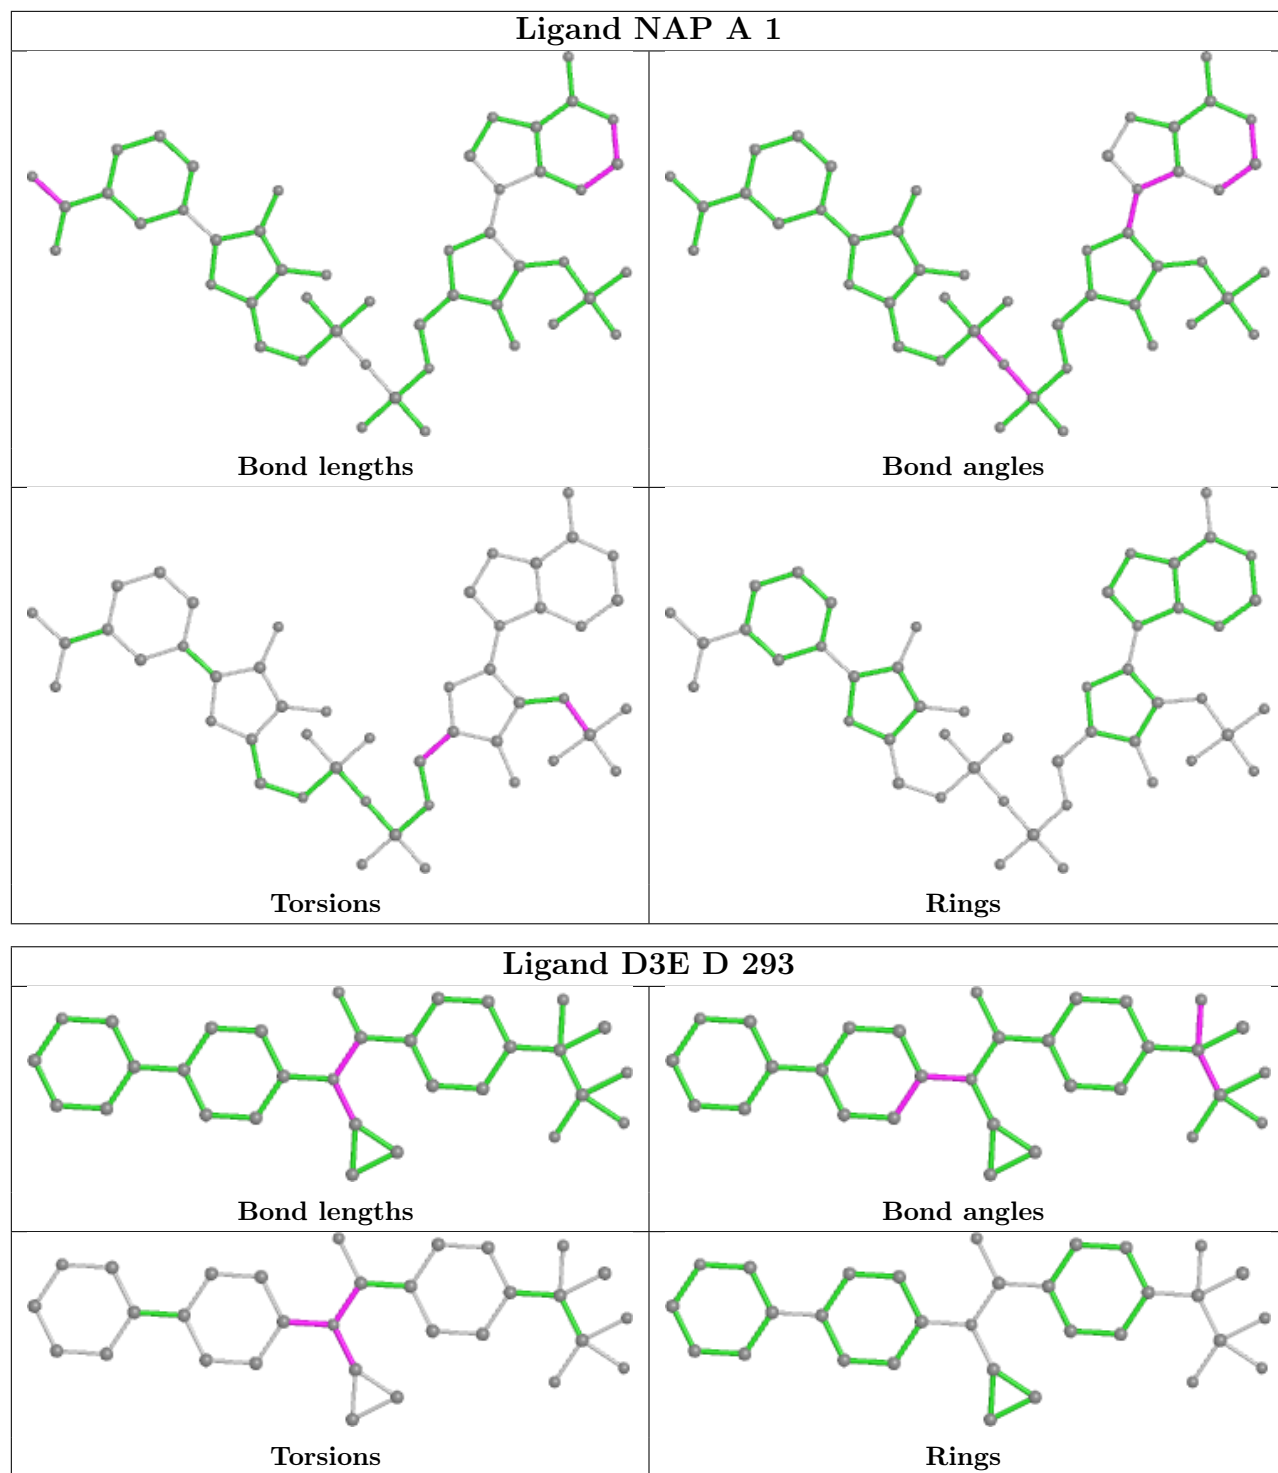 Ligand NAP A 1
Bond lengths
Bond angles
Torsions
Rings
Ligand D3E D 293
Bond lengths
Bond angles
Torsions
Rings